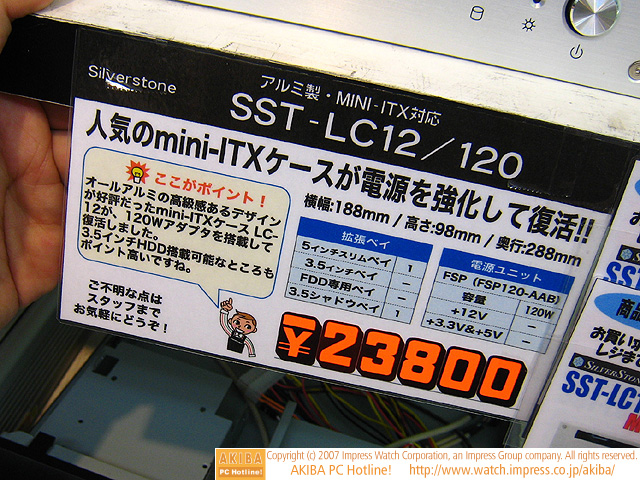 Silverstone
アルミ製・MINI-ITX対応
SST-LC12/120
人気のmini-ITXケースが電源を強化して復活!!
横幅:188mm / 高さ:98mm / 奥行:288mm
ここがポイント!
オールアルミの高級感あるデザイン
が好評だったmini-ITXケース LC-
12が、120Wアダプタを搭載して
復活しました。
3.5インチHDD搭載可能なところも
ポイント高いですね。
ご不明な点は
スタッフまで
お気軽にどうぞ!
拡張ベイ
5インチスリムベイ 1
3.5インチベイ －
FDD専用ベイ －
3.5シャドウベイ 1
電源ユニット
FSP (FSP120-AAB)
容量 120W
+12V －
+3.3V&+5V －
¥23800
SILVERSTO
SST-LC1
AKIBA
PC Hotline!
Copyright (c) 2007 Impress Watch Corporation, an Impress Group company. All rights reserved.
AKIBA PC Hotline! http://www.watch.impress.co.jp/akiba/